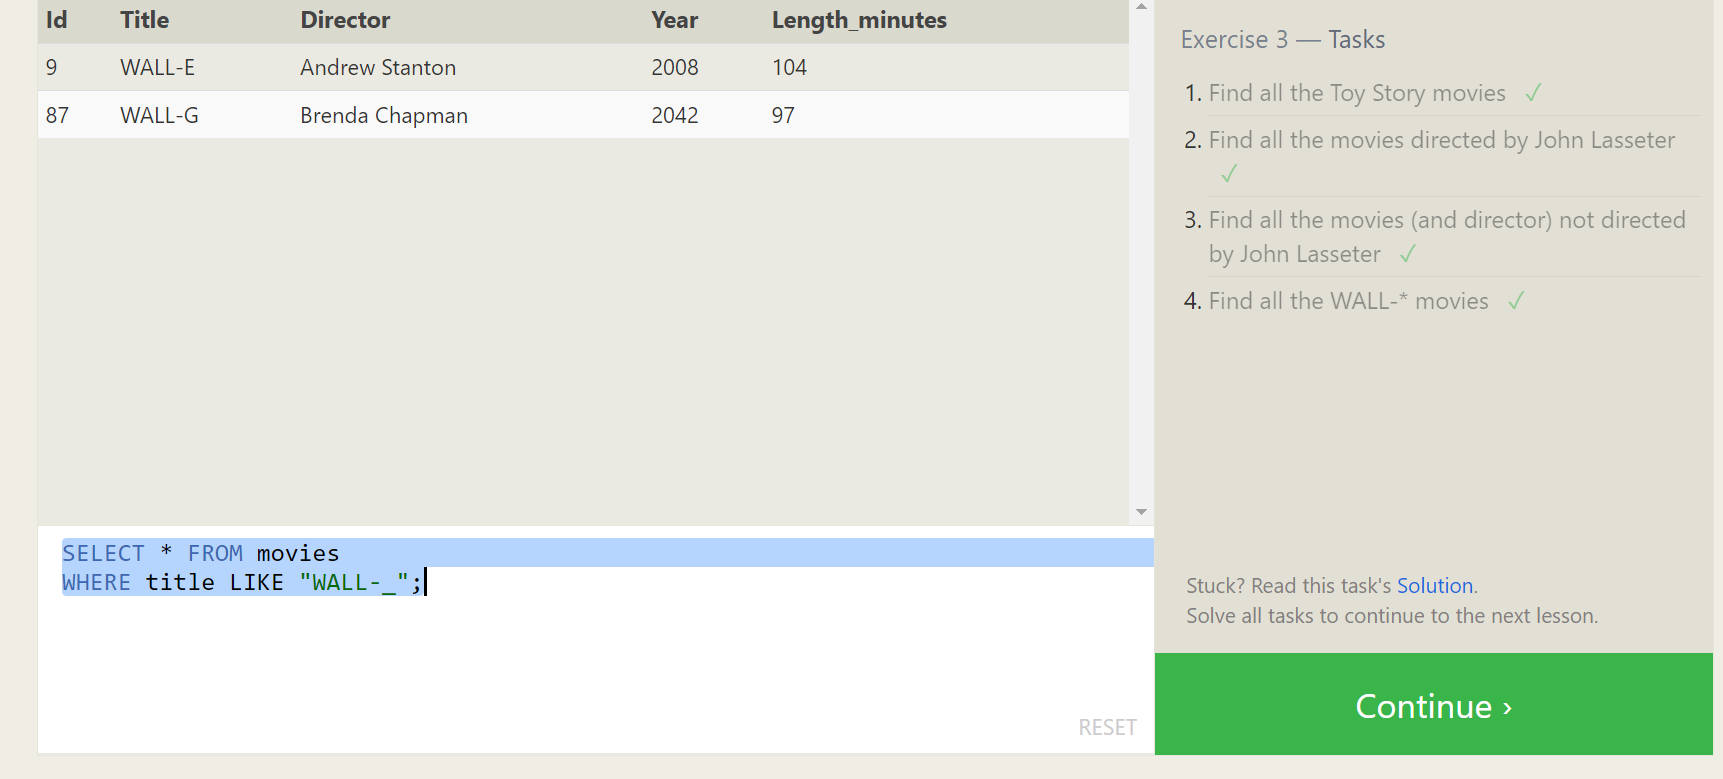 Id Title Director Year Length_minutes
9 WALL-E Andrew Stanton 2008 104
87 WALL-G Brenda Chapman 2042 97
SELECT * FROM movies
WHERE title LIKE "WALL-_";
RESET
Exercise 3 — Tasks
1. Find all the Toy Story movies ✓
2. Find all the movies directed by John Lasseter
✓
3. Find all the movies (and director) not directed
by John Lasseter ✓
4. Find all the WALL-* movies ✓
Stuck? Read this task's Solution.
Solve all tasks to continue to the next lesson.
Continue ›